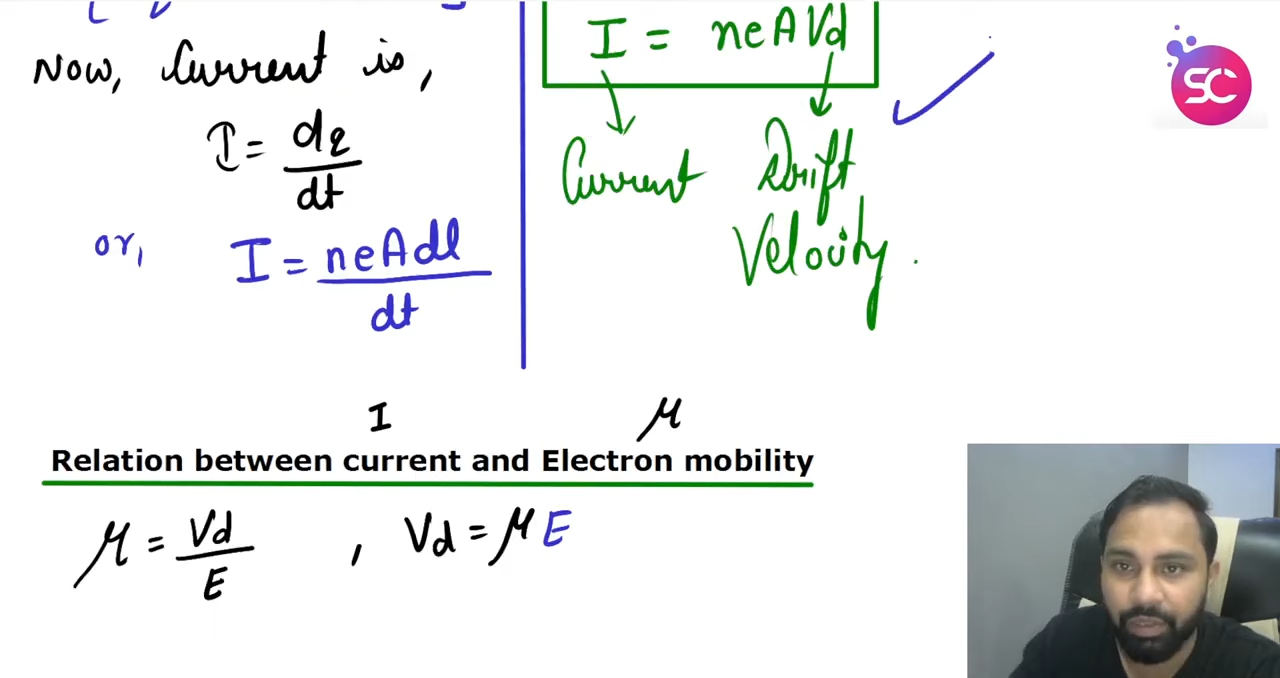 Now, Current is,
I = dq
dt
or, I = neAdl
dt
I = neAVd
Current Drift
Velocity.
SC
I μ
Relation between current and Electron mobility
μ = Vd , Vd = μE
E